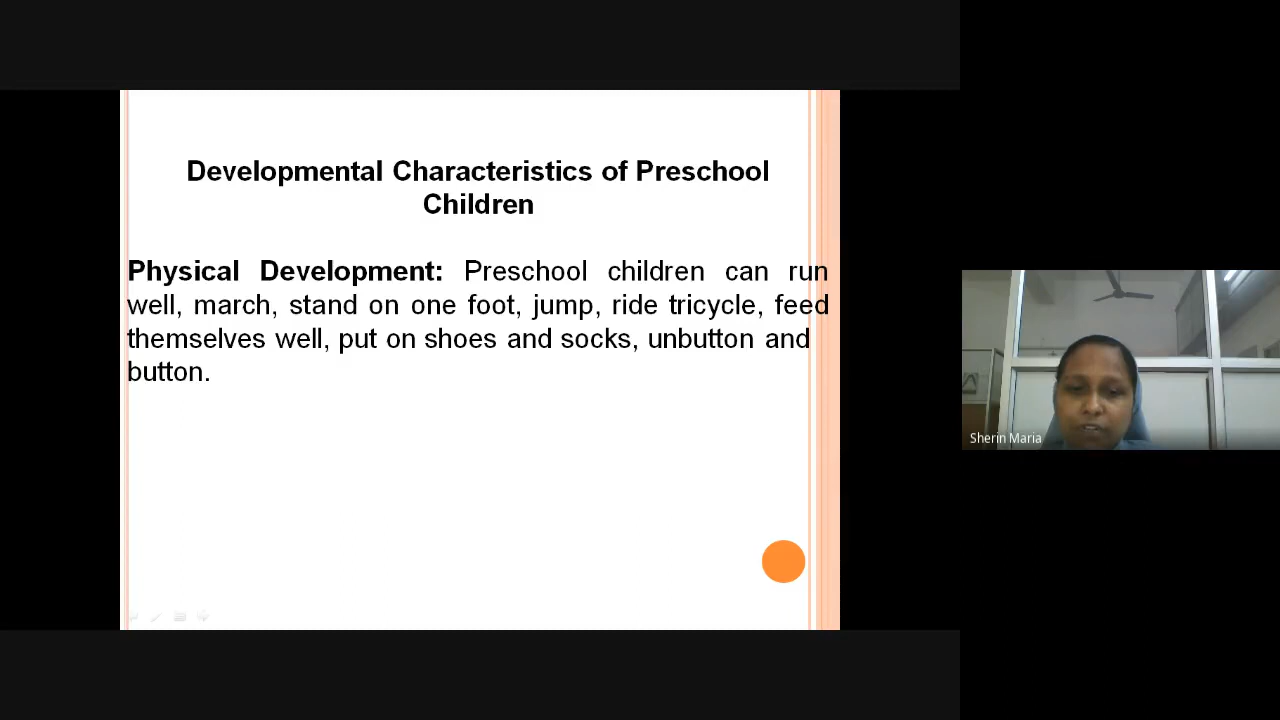 Developmental Characteristics of Preschool
Children
Physical Development: Preschool children can run
well, march, stand on one foot, jump, ride tricycle, feed
themselves well, put on shoes and socks, unbutton and
button.
Sherin Maria